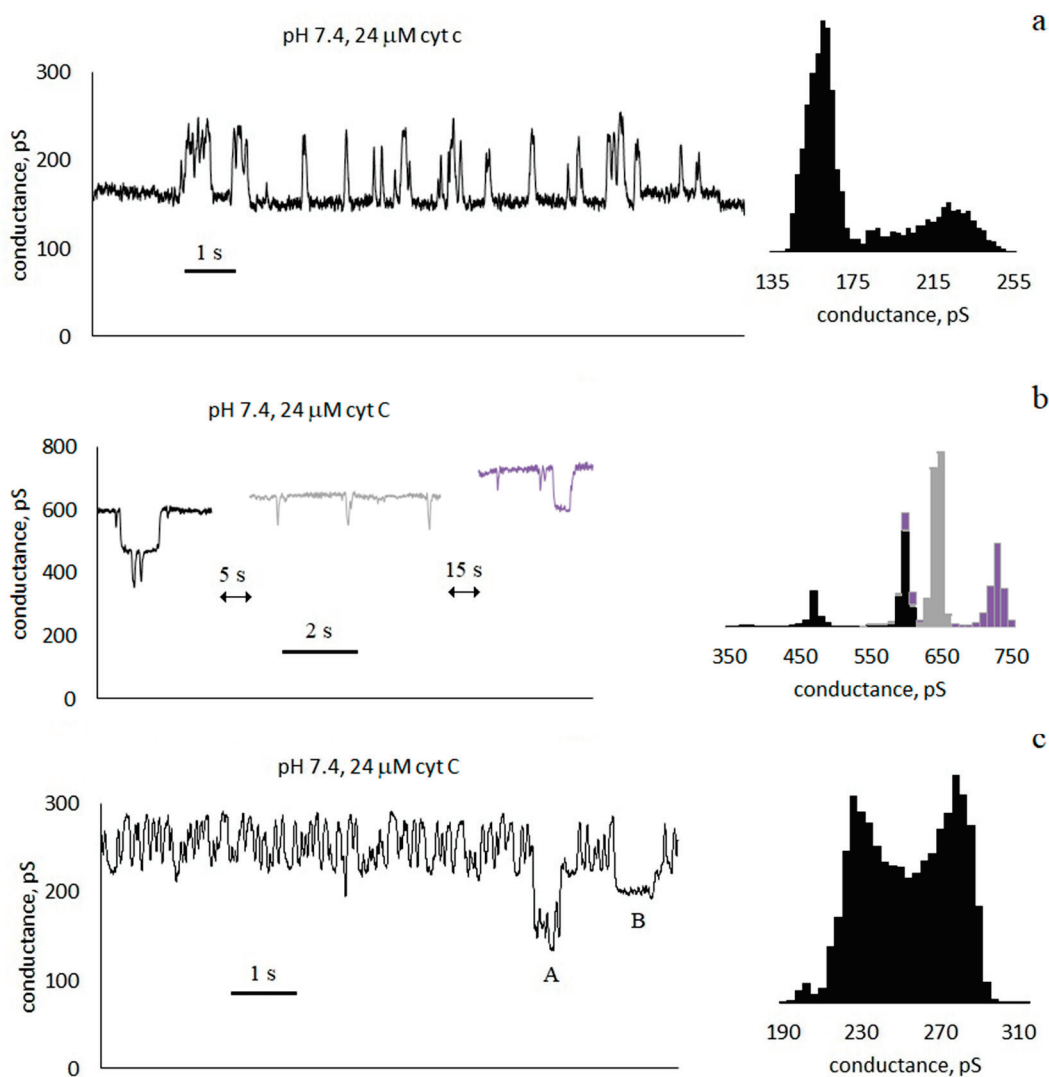 a
pH 7.4, 24 μM cyt c
300
200
100
0
conductance, pS
1 s
135 175 215 255
conductance, pS
b
pH 7.4, 24 μM cyt C
800
600
400
200
0
conductance, pS
5 s
15 s
2 s
350 450 550 650 750
conductance, pS
c
pH 7.4, 24 μM cyt C
300
200
100
0
conductance, pS
1 s
A
B
190 230 270 310
conductance, pS